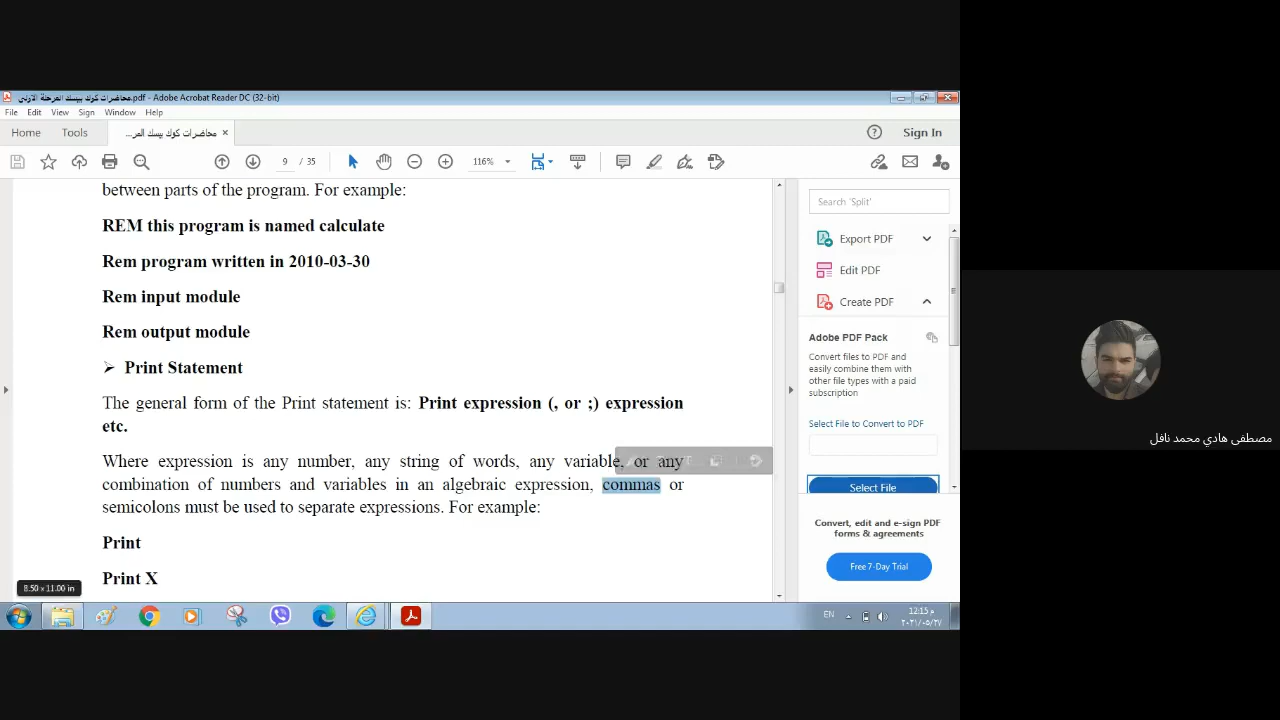 محاضرات كوك بيسك المرحلة الاولى.pdf - Adobe Acrobat Reader DC (32-bit)
File Edit View Sign Window Help
Home Tools محاضرات كوك بيسك المر... × Sign In
9 / 35 116%
between parts of the program. For example:
REM this program is named calculate
Rem program written in 2010-03-30
Rem input module
Rem output module
➢ Print Statement
The general form of the Print statement is: Print expression (, or ;) expression
etc.
Where expression is any number, any string of words, any variable, or any
combination of numbers and variables in an algebraic expression, commas or
semicolons must be used to separate expressions. For example:
Print
Print X
8.50 x 11.00 in
Search 'Split'
Export PDF
Edit PDF
Create PDF
Adobe PDF Pack
Convert files to PDF and
easily combine them with
other file types with a paid
subscription
Select File to Convert to PDF
Select File
Convert, edit and e-sign PDF
forms & agreements
Free 7-Day Trial
EN
12:15 م
٢٠٢١/٠٥/٢٧
مصطفى هادي محمد نافل